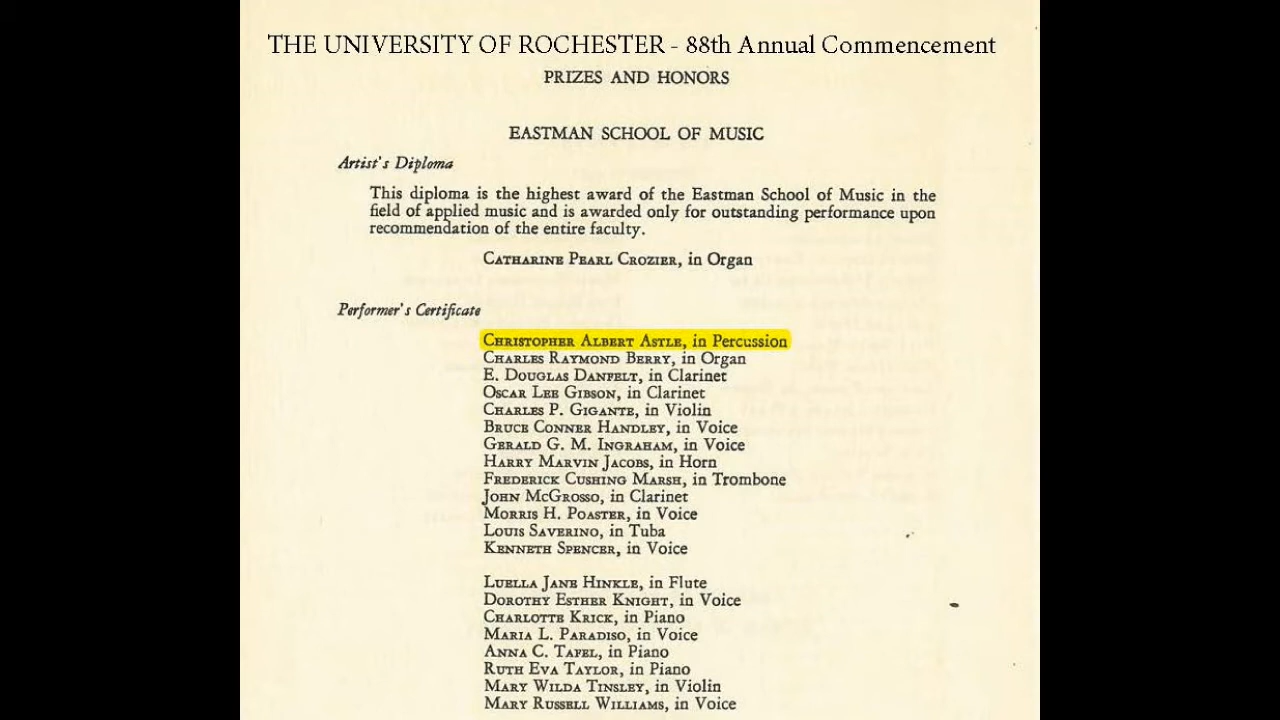 THE UNIVERSITY OF ROCHESTER - 88th Annual Commencement
PRIZES AND HONORS
EASTMAN SCHOOL OF MUSIC
Artist's Diploma
This diploma is the highest award of the Eastman School of Music in the
field of applied music and is awarded only for outstanding performance upon
recommendation of the entire faculty.
CATHARINE PEARL CROZIER, in Organ
Performer's Certificate
CHRISTOPHER ALBERT ASTLE, in Percussion
CHARLES RAYMOND BERRY, in Organ
E. DOUGLAS DANFELT, in Clarinet
OSCAR LEE GIBSON, in Clarinet
CHARLES P. GIGANTE, in Violin
BRUCE CONNER HANDLEY, in Voice
GERALD G. M. INGRAHAM, in Voice
HARRY MARVIN JACOBS, in Horn
FREDERICK CUSHING MARSH, in Trombone
JOHN MCGROSSO, in Clarinet
MORRIS H. POASTER, in Voice
LOUIS SAVERINO, in Tuba
KENNETH SPENCER, in Voice
LUELLA JANE HINKLE, in Flute
DOROTHY ESTHER KNIGHT, in Voice
CHARLOTTE KRICK, in Piano
MARIA L. PARADISO, in Voice
ANNA C. TAFEL, in Piano
RUTH EVA TAYLOR, in Piano
MARY WILDA TINSLEY, in Violin
MARY RUSSELL WILLIAMS, in Voice